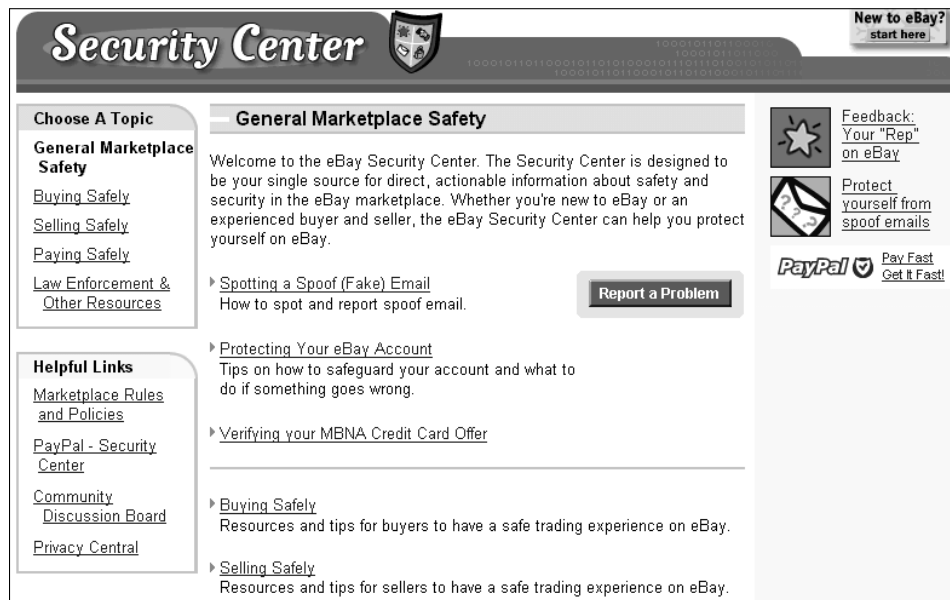 Security Center
New to eBay?
start here
10001011011000010
10001011011
10001011011010110101000101101
1000101101100010110101000101
Choose A Topic
General Marketplace
Safety
Buying Safely
Selling Safely
Paying Safely
Law Enforcement &
Other Resources
Helpful Links
Marketplace Rules
and Policies
PayPal - Security
Center
Community
Discussion Board
Privacy Central
General Marketplace Safety
Welcome to the eBay Security Center. The Security Center is designed to
be your single source for direct, actionable information about safety and
security in the eBay marketplace. Whether you're new to eBay or an
experienced buyer and seller, the eBay Security Center can help you protect
yourself on eBay.
Spotting a Spoof (Fake) Email
How to spot and report spoof email.
Report a Problem
Protecting Your eBay Account
Tips on how to safeguard your account and what to
do if something goes wrong.
Verifying your MBNA Credit Card Offer
Buying Safely
Resources and tips for buyers to have a safe trading experience on eBay.
Selling Safely
Resources and tips for sellers to have a safe trading experience on eBay.
Feedback:
Your "Rep"
on eBay
???
Protect
yourself from
spoof emails
PayPal
Pay Fast
Get It Fast!